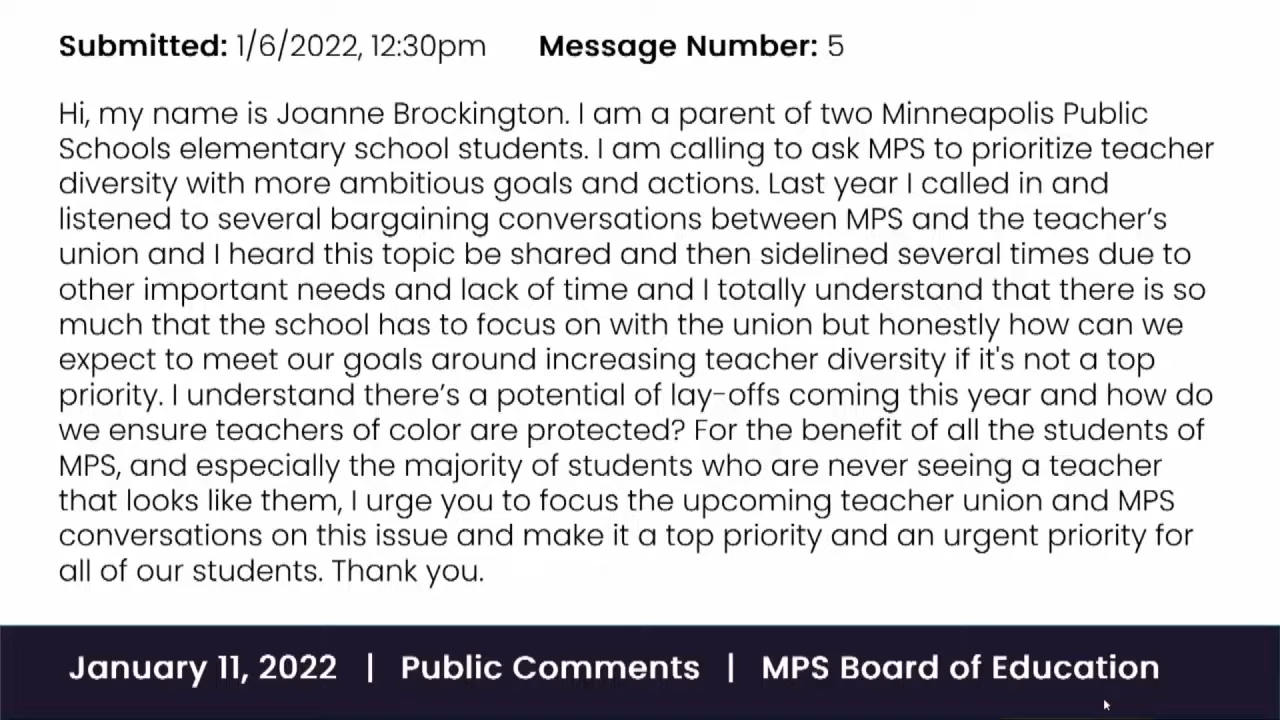 Submitted: 1/6/2022, 12:30pm Message Number: 5
Hi, my name is Joanne Brockington. I am a parent of two Minneapolis Public
Schools elementary school students. I am calling to ask MPS to prioritize teacher
diversity with more ambitious goals and actions. Last year I called in and
listened to several bargaining conversations between MPS and the teacher’s
union and I heard this topic be shared and then sidelined several times due to
other important needs and lack of time and I totally understand that there is so
much that the school has to focus on with the union but honestly how can we
expect to meet our goals around increasing teacher diversity if it's not a top
priority. I understand there’s a potential of lay-offs coming this year and how do
we ensure teachers of color are protected? For the benefit of all the students of
MPS, and especially the majority of students who are never seeing a teacher
that looks like them, I urge you to focus the upcoming teacher union and MPS
conversations on this issue and make it a top priority and an urgent priority for
all of our students. Thank you.
January 11, 2022 | Public Comments | MPS Board of Education